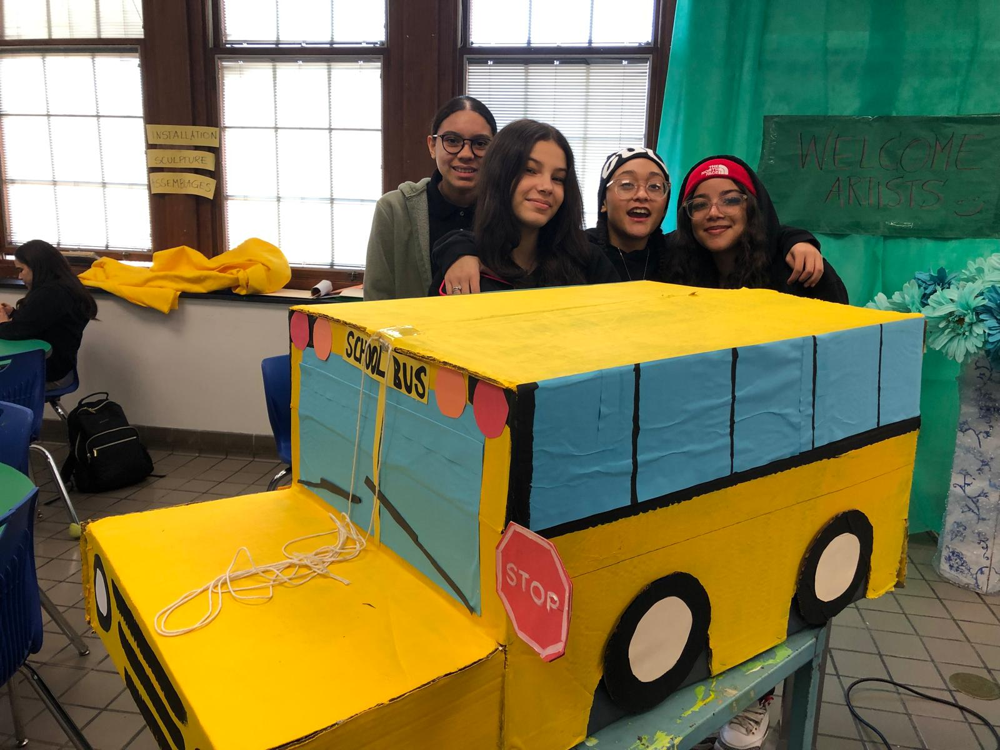 INSTALLATION
SCULPTURE
ASSEMBLAGES
THE
NORTH
FACE
WELCOME
ARTISTS
SCHOOL BUS
STOP